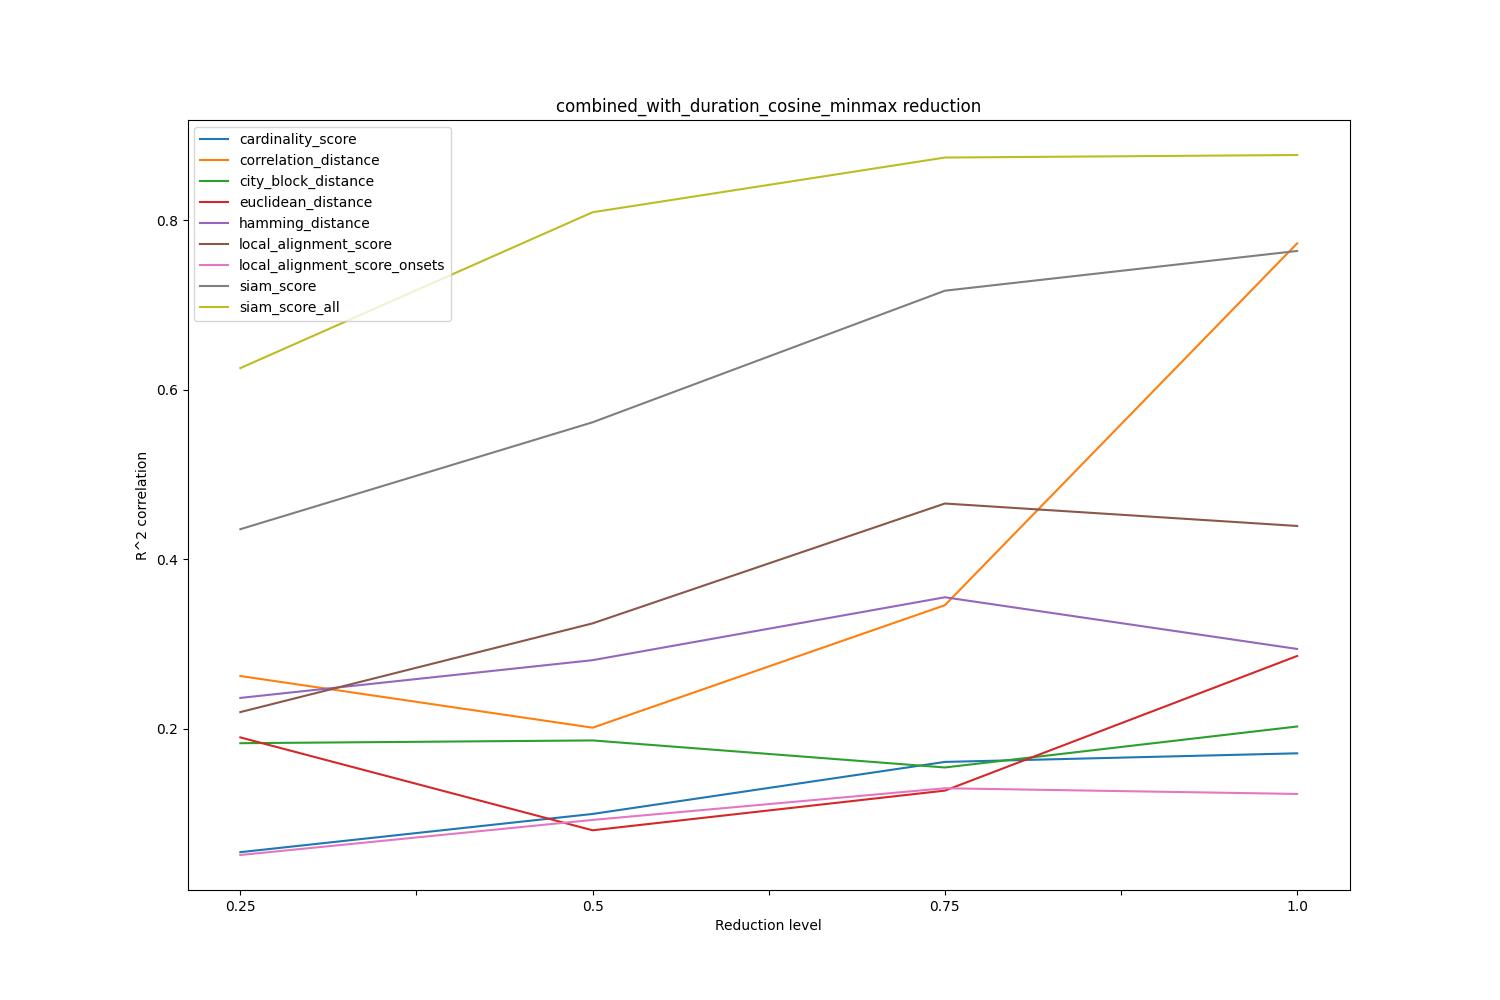 combined_with_duration_cosine_minmax reduction
cardinality_score
correlation_distance
city_block_distance
euclidean_distance
hamming_distance
local_alignment_score
local_alignment_score_onsets
siam_score
siam_score_all
0.8
0.6
0.4
0.2
R^2 correlation
0.25 0.5 0.75 1.0
Reduction level